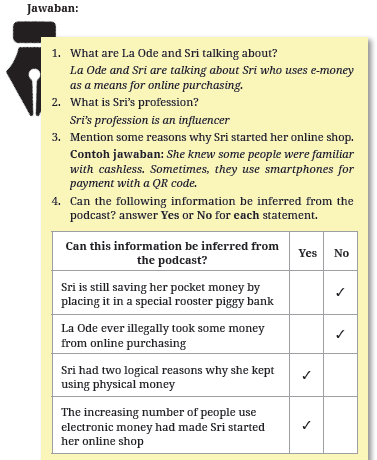 Jawaban:
1. What are La Ode and Sri talking about?
La Ode and Sri are talking about Sri who uses e-money
as a means for online purchasing.
2. What is Sri’s profession?
Sri’s profession is an influencer
3. Mention some reasons why Sri started her online shop.
Contoh jawaban: She knew some people were familiar
with cashless. Sometimes, they use smartphones for
payment with a QR code.
4. Can the following information be inferred from the
podcast? answer Yes or No for each statement.
Can this information be inferred from
the podcast?
Yes
No
Sri is still saving her pocket money by
placing it in a special rooster piggy bank
✓
La Ode ever illegally took some money
from online purchasing
✓
Sri had two logical reasons why she kept
using physical money
✓
The increasing number of people use
electronic money had made Sri started
her online shop
✓